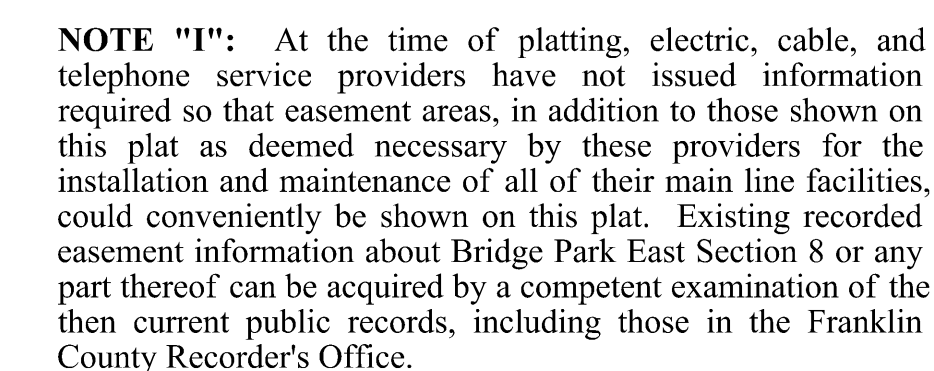 NOTE "I": At the time of platting, electric, cable, and
telephone service providers have not issued information
required so that easement areas, in addition to those shown on
this plat as deemed necessary by these providers for the
installation and maintenance of all of their main line facilities,
could conveniently be shown on this plat. Existing recorded
easement information about Bridge Park East Section 8 or any
part thereof can be acquired by a competent examination of the
then current public records, including those in the Franklin
County Recorder's Office.